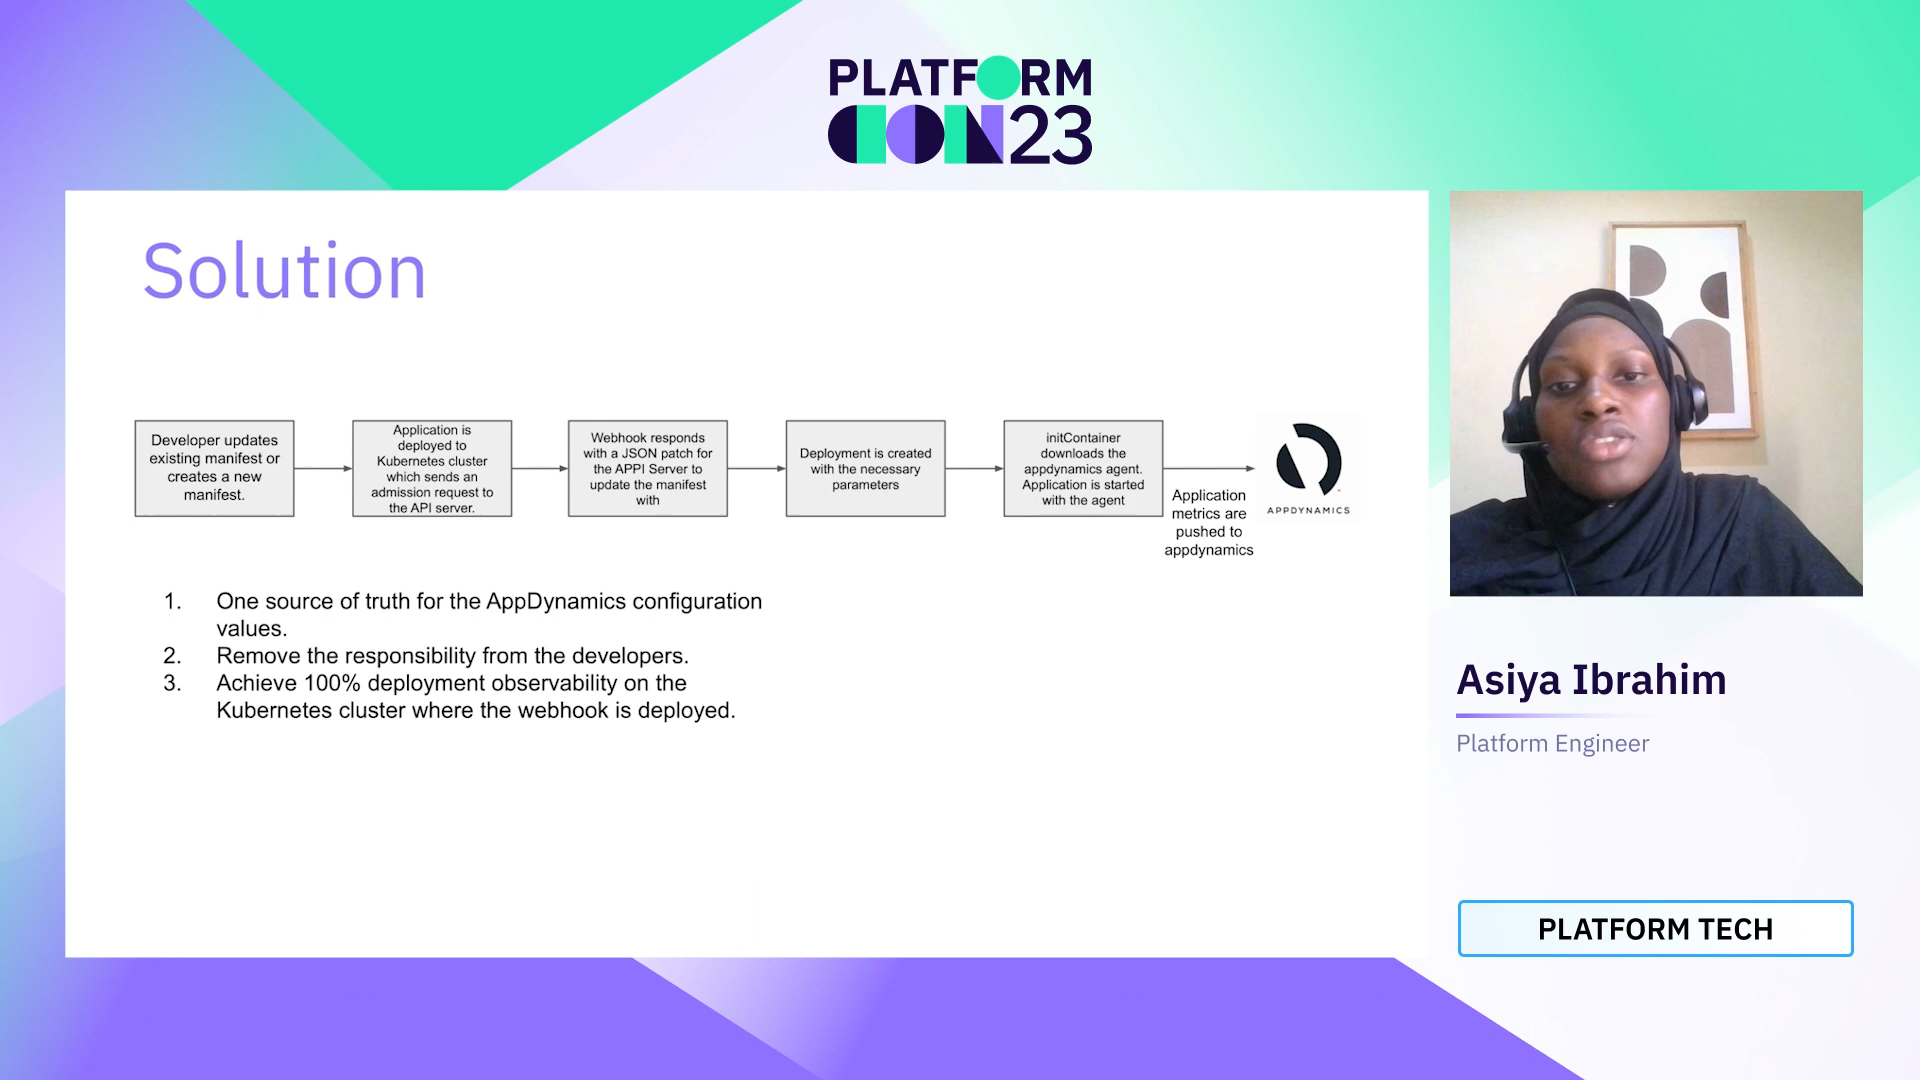 PLATFORM
CON23
Solution
Developer updates
existing manifest or
creates a new
manifest.
Application is
deployed to
Kubernetes cluster
which sends an
admission request to
the API server.
Webhook responds
with a JSON patch for
the APPI Server to
update the manifest
with
Deployment is created
with the necessary
parameters
initContainer
downloads the
appdynamics agent.
Application is started
with the agent
Application
metrics are
pushed to
appdynamics
APPDYNAMICS
1. One source of truth for the AppDynamics configuration
values.
2. Remove the responsibility from the developers.
3. Achieve 100% deployment observability on the
Kubernetes cluster where the webhook is deployed.
Asiya Ibrahim
Platform Engineer
PLATFORM TECH